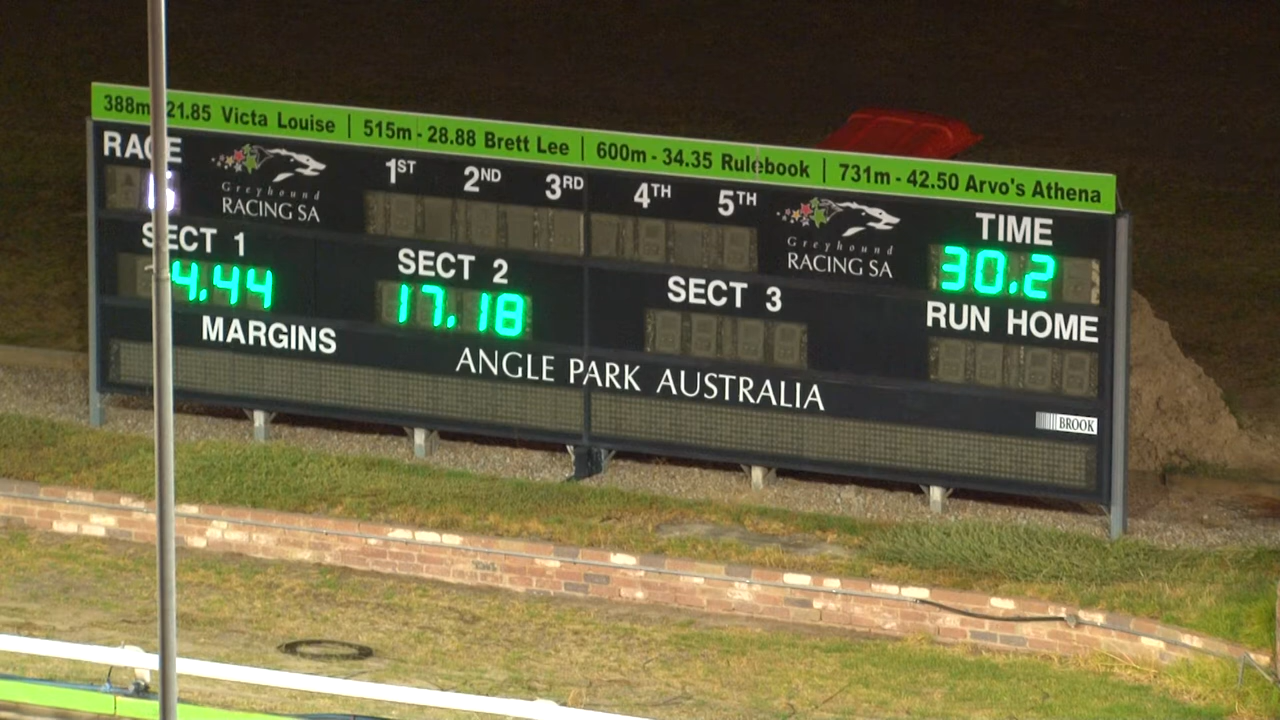 388m - 21.85 Victa Louise | 515m - 28.88 Brett Lee | 600m - 34.35 Rulebook | 731m - 42.50 Arvo's Athena
RACE
Greyhound
RACING SA
1ST 2ND 3RD 4TH 5TH
Greyhound
RACING SA
TIME
30.2
SECT 1
4.44
SECT 2
17.18
SECT 3
RUN HOME
MARGINS
ANGLE PARK AUSTRALIA
BROOK